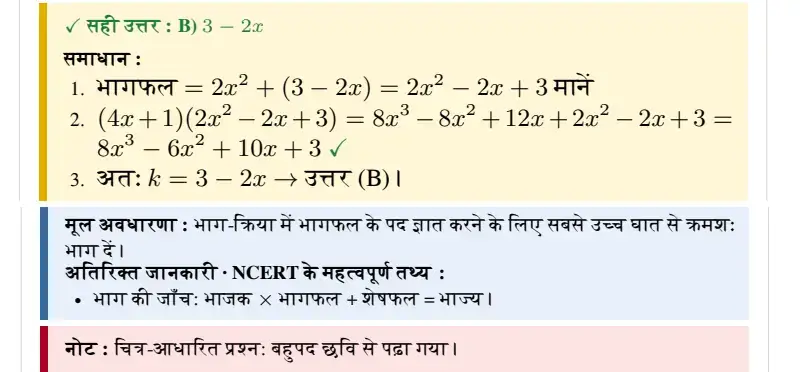 ✓ सही उत्तर : B) 3 − 2x
समाधान :
1. भागफल = 2x² + (3 − 2x) = 2x² − 2x + 3 मानें
2. (4x + 1)(2x² − 2x + 3) = 8x³ − 8x² + 12x + 2x² − 2x + 3 =
8x³ − 6x² + 10x + 3 ✓
3. अतः k = 3 − 2x → उत्तर (B)।
मूल अवधारणा : भाग-क्रिया में भागफल के पद ज्ञात करने के लिए सबसे उच्च घात से क्रमशः
भाग दें।
अतिरिक्त जानकारी · NCERT के महत्वपूर्ण तथ्य :
• भाग की जाँच: भाजक × भागफल + शेषफल = भाज्य।
नोट : चित्र-आधारित प्रश्न: बहुपद छवि से पढ़ा गया।